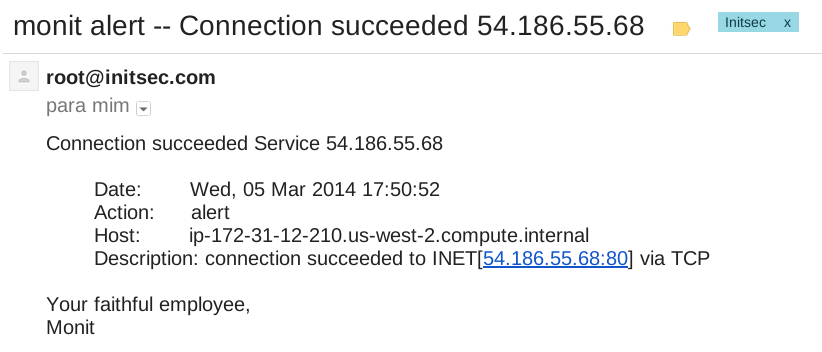 monit alert -- Connection succeeded 54.186.55.68
Initsec x
root@initsec.com
para mim
Connection succeeded Service 54.186.55.68
Date: Wed, 05 Mar 2014 17:50:52
Action: alert
Host: ip-172-31-12-210.us-west-2.compute.internal
Description: connection succeeded to INET[54.186.55.68:80] via TCP
Your faithful employee,
Monit